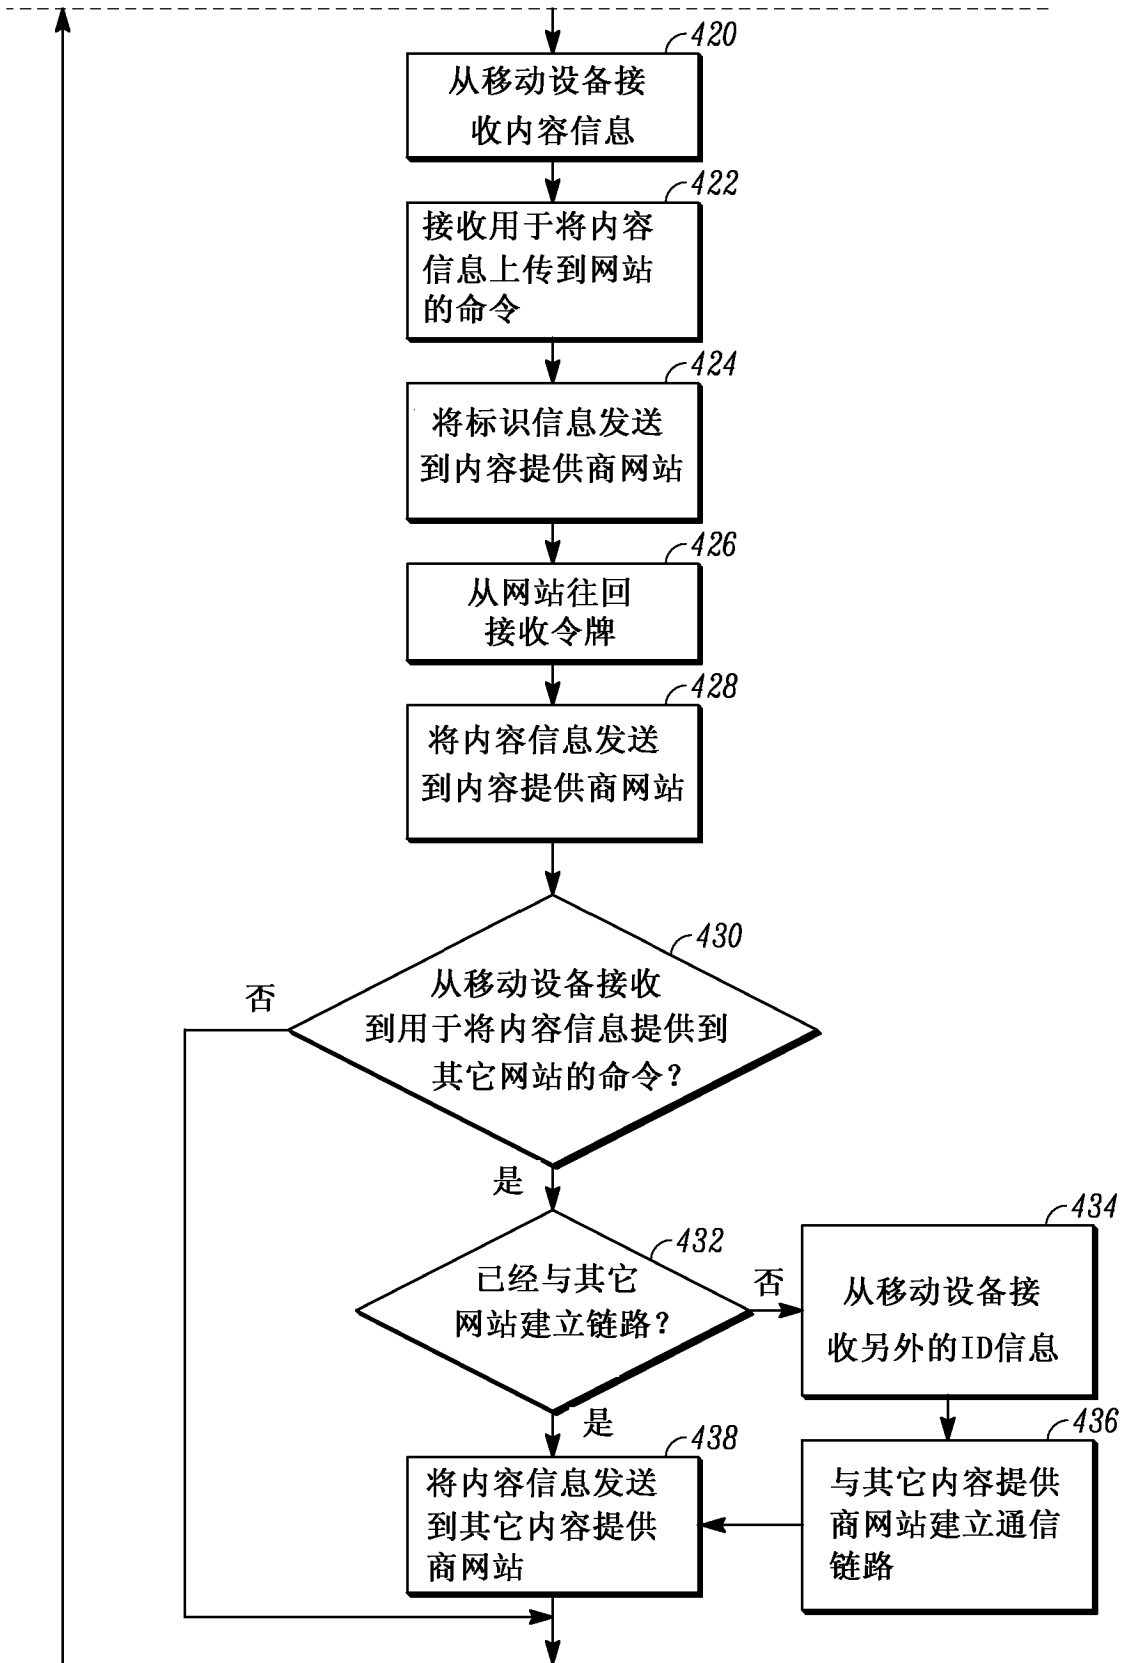 420
从移动设备接
收内容信息
422
接收用于将内容
信息上传到网站
的命令
424
将标识信息发送
到内容提供商网站
426
从网站往回
接收令牌
428
将内容信息发送
到内容提供商网站
430
否
从移动设备接收
到用于将内容信息提供到
其它网站的命令?
是
432
已经与其它
网站建立链路?
否
434
从移动设备接
收另外的ID信息
是
436
与其它内容提供
商网站建立通信
链路
438
将内容信息发送
到其它内容提供
商网站